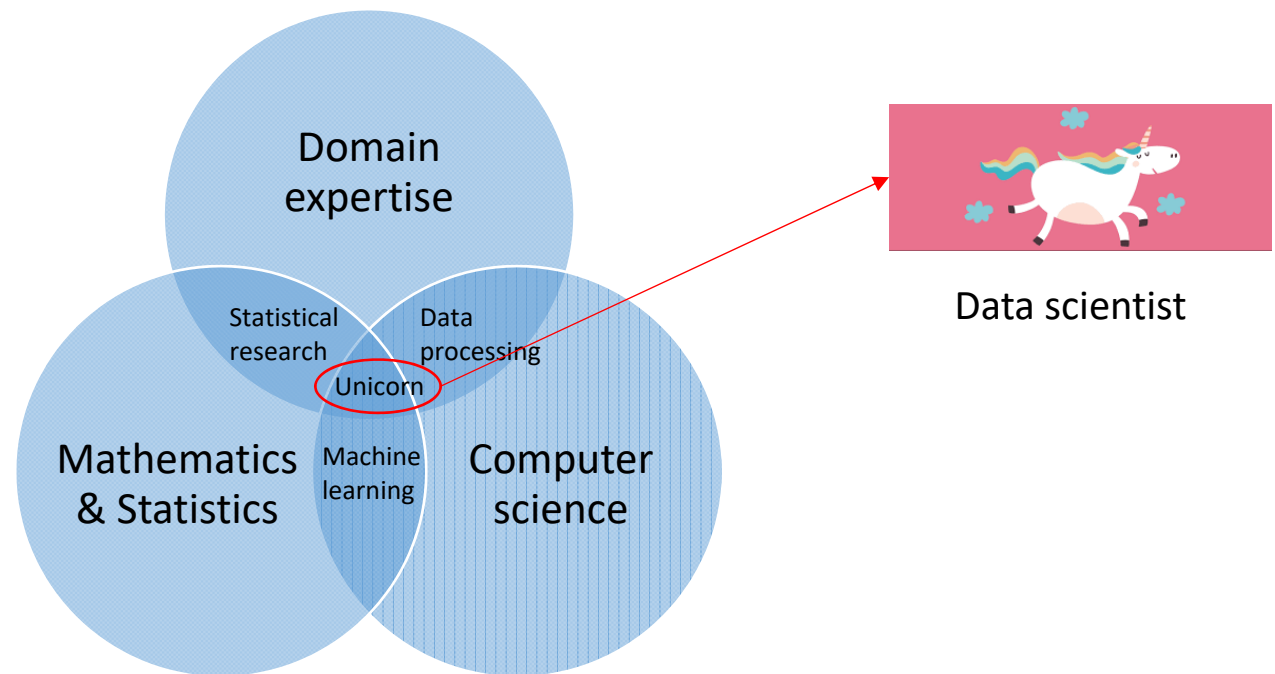 Domain
expertise
Statistical
research
Data
processing
Unicorn
Mathematics
& Statistics
Machine
learning
Computer
science
Data scientist